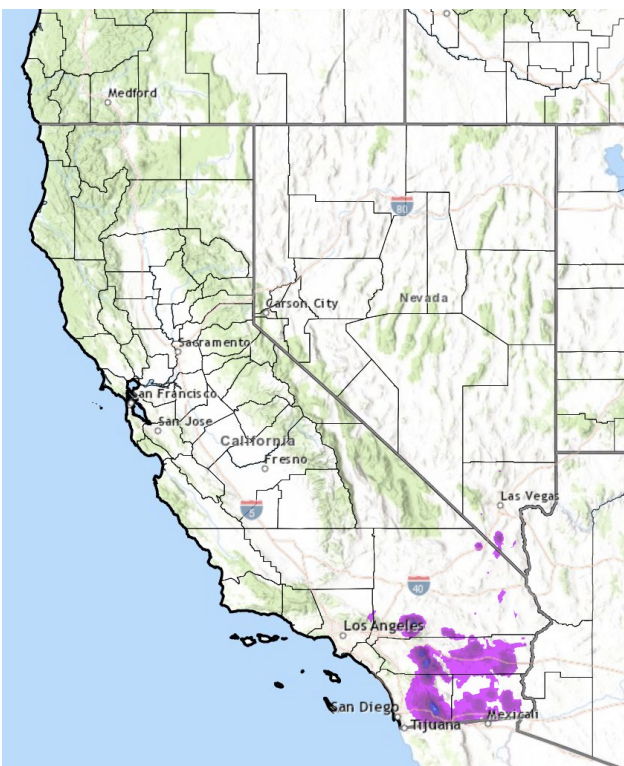 Medford
80
Carson City
Nevada
Sacramento
San Francisco
San Jose
California
Fresno
Las Vegas
5
40
Los Angeles
San Diego
Mexicali
Tijuana